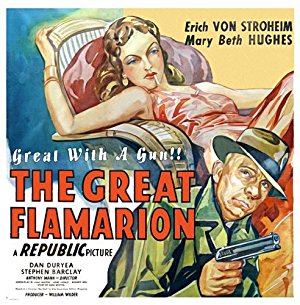 Erich VON STROHEIM
Mary Beth HUGHES
Great With A Gun!!
THE GREAT
FLAMARION
A REPUBLIC PICTURE
DAN DURYEA
STEPHEN BARCLAY
ANTHONY MANN — DIRECTOR
PRODUCER - WILLIAM WILDER